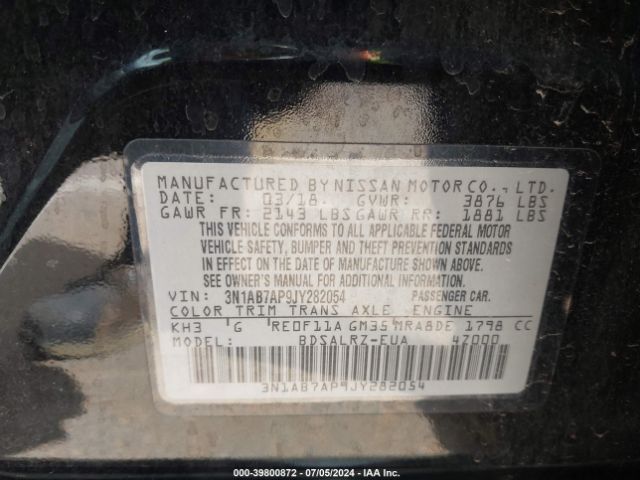 MANUFACTURED BY NISSAN MOTOR CO., LTD.
DATE: 03/18 GVWR: 3876 LBS
GAWR FR: 2143 LBS GAWR RR: 1881 LBS
THIS VEHICLE CONFORMS TO ALL APPLICABLE FEDERAL MOTOR
VEHICLE SAFETY, BUMPER AND THEFT PREVENTION STANDARDS
IN EFFECT ON THE DATE OF MANUFACTURE SHOWN ABOVE.
SEE OWNER'S MANUAL FOR ADDITIONAL INFORMATION.
VIN: 3N1AB7AP9JY282054 PASSENGER CAR.
COLOR TRIM TRANS AXLE ENGINE
KH3 G RE0F11A GM35 MRA8DE 1798 CC
MODEL: BDSALRZ-EUA 47000
3N1AB7AP9JY282054
000-39800872 - 07/05/2024 - IAA Inc.